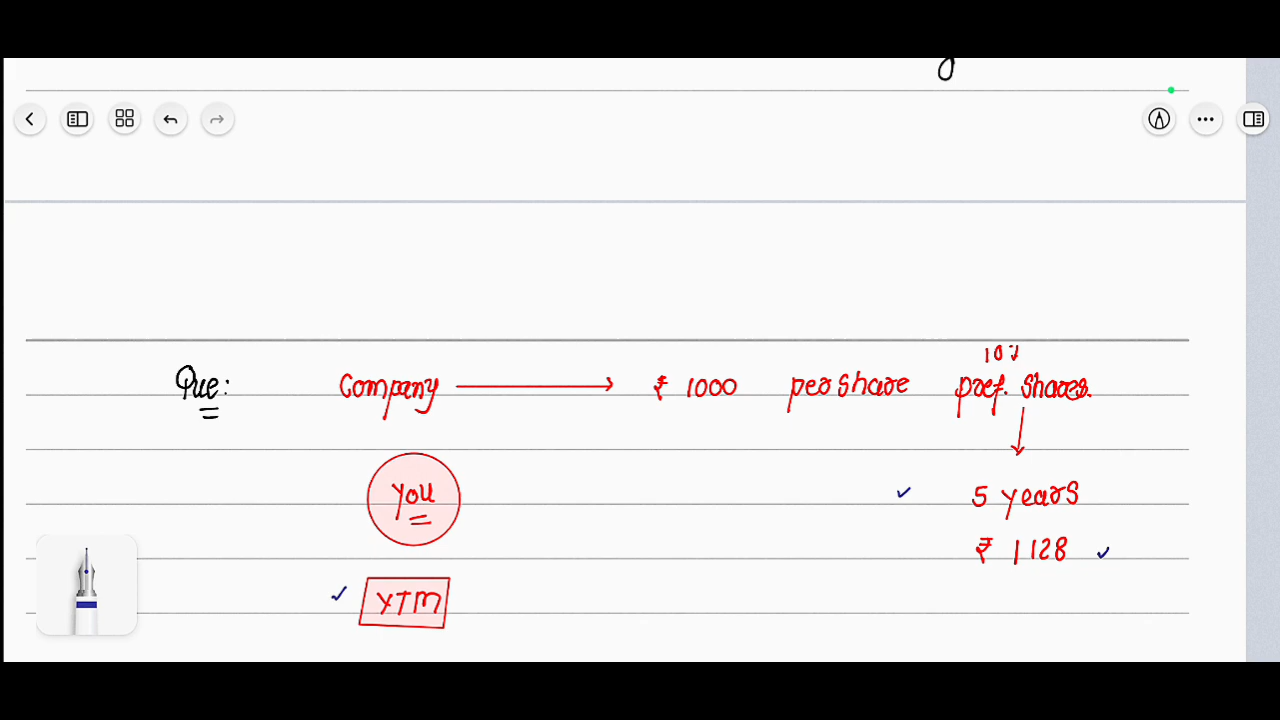 Que: Company → ₹ 1000 per share 10% pref. shares.
You
5 years
₹ 1128
YTM